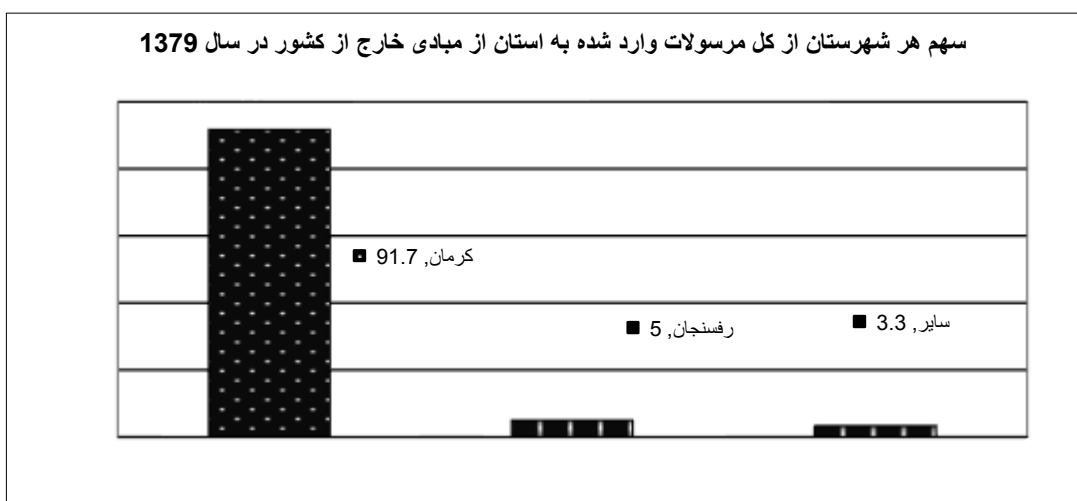 سهم هر شهرستان از کل مرسولات وارد شده به استان از مبادی خارج از کشور در سال 1379
کرمان, 91.7
رفسنجان, 5
سایر, 3.3